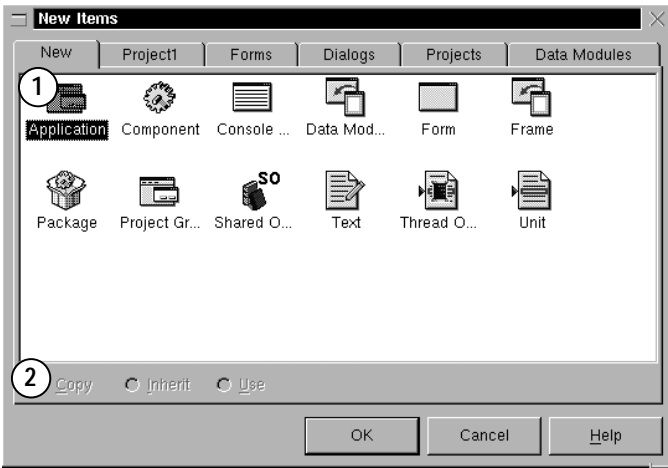 New Items
New Project1 Forms Dialogs Projects Data Modules
1
Application Component Console ... Data Mod... Form Frame
SO
Package Project Gr... Shared O... Text Thread O... Unit
2 Copy Inherit Use
OK Cancel Help